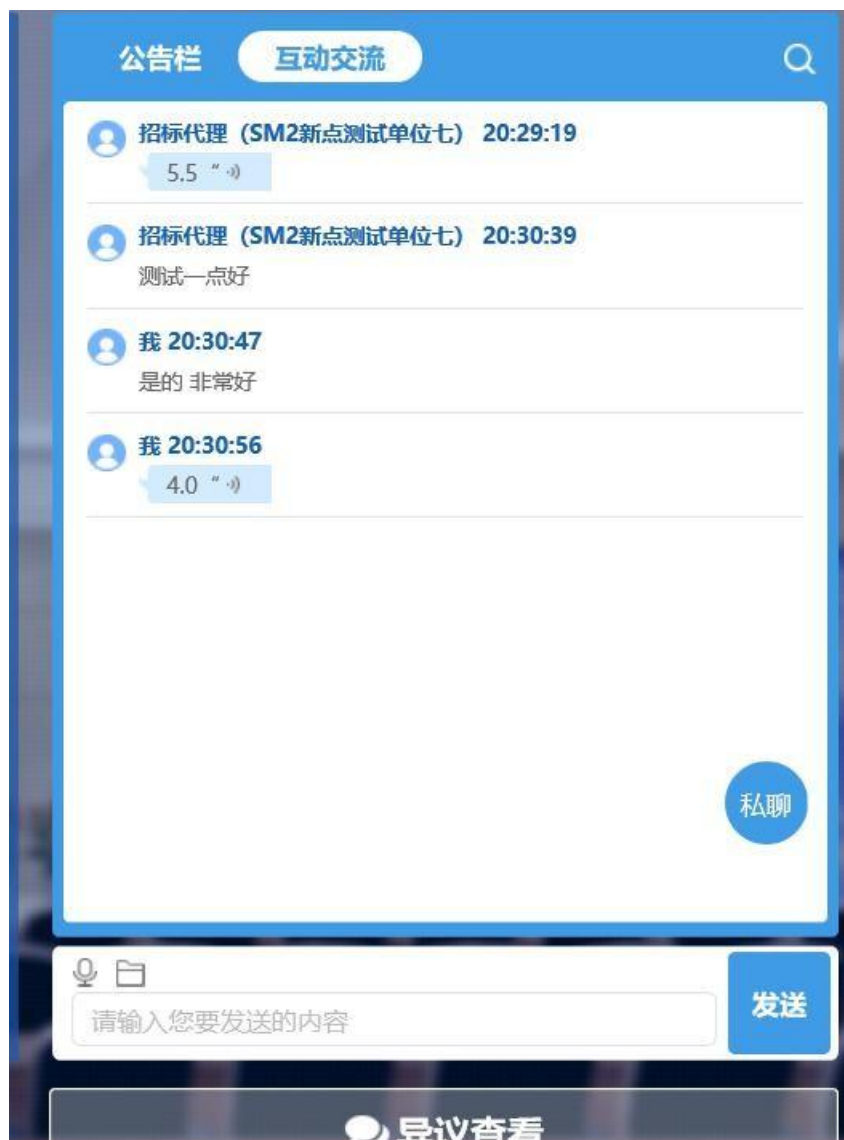 公告栏 互动交流
招标代理（SM2新点测试单位七） 20:29:19
5.5 "
招标代理（SM2新点测试单位七） 20:30:39
测试一点好
我 20:30:47
是的 非常好
我 20:30:56
4.0 "
私聊
请输入您要发送的内容
发送
异议查看